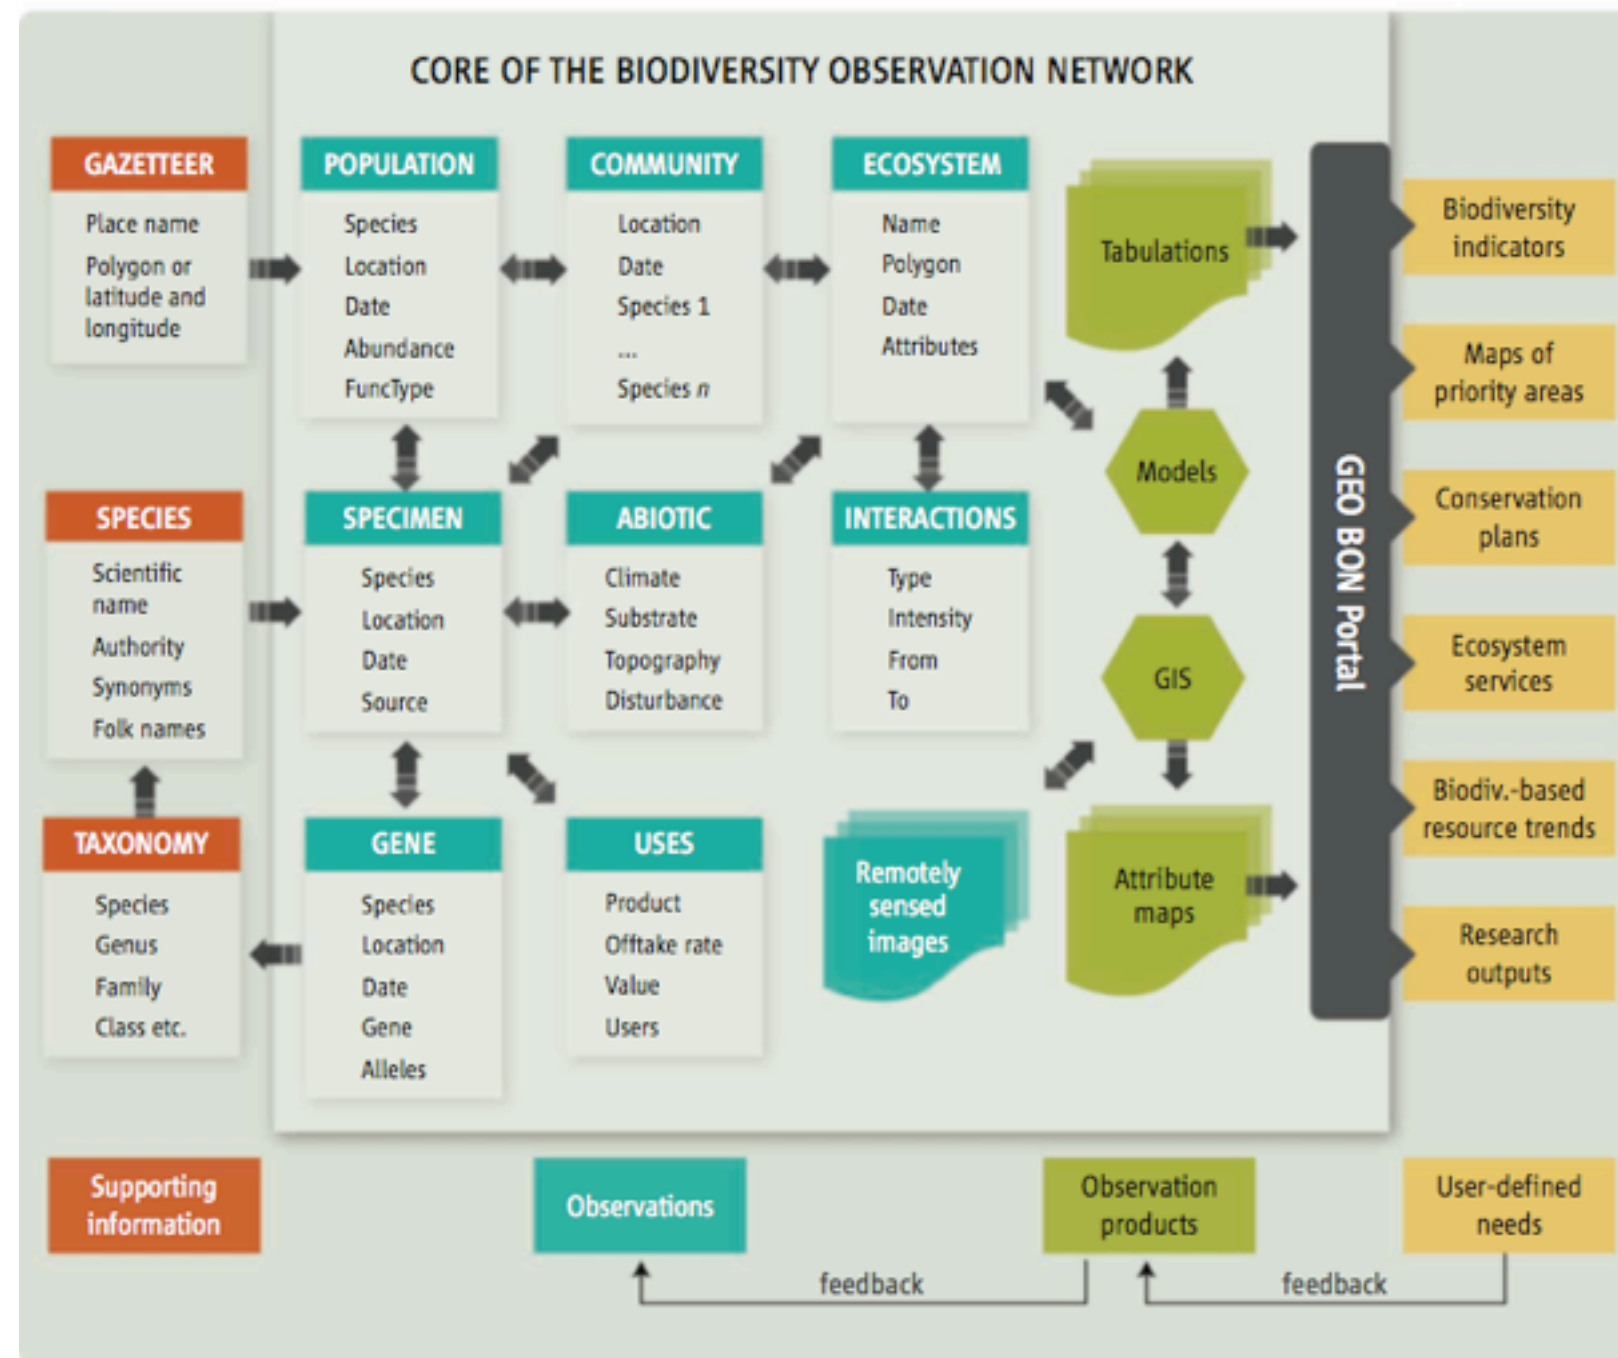 CORE OF THE BIODIVERSITY OBSERVATION NETWORK
GAZETTEER
Place name
Polygon or
latitude and
longitude
POPULATION
Species
Location
Date
Abundance
FuncType
COMMUNITY
Location
Date
Species 1
...
Species n
ECOSYSTEM
Name
Polygon
Date
Attributes
Tabulations
SPECIES
Scientific
name
Authority
Synonyms
Folk names
SPECIMEN
Species
Location
Date
Source
ABIOTIC
Climate
Substrate
Topography
Disturbance
INTERACTIONS
Type
Intensity
From
To
Models
GIS
TAXONOMY
Species
Genus
Family
Class etc.
GENE
Species
Location
Date
Gene
Alleles
USES
Product
Offtake rate
Value
Users
Remotely
sensed
images
Attribute
maps
GEO BON Portal
Biodiversity
indicators
Maps of
priority areas
Conservation
plans
Ecosystem
services
Biodiv.-based
resource trends
Research
outputs
Supporting
information
Observations
Observation
products
User-defined
needs
feedback
feedback